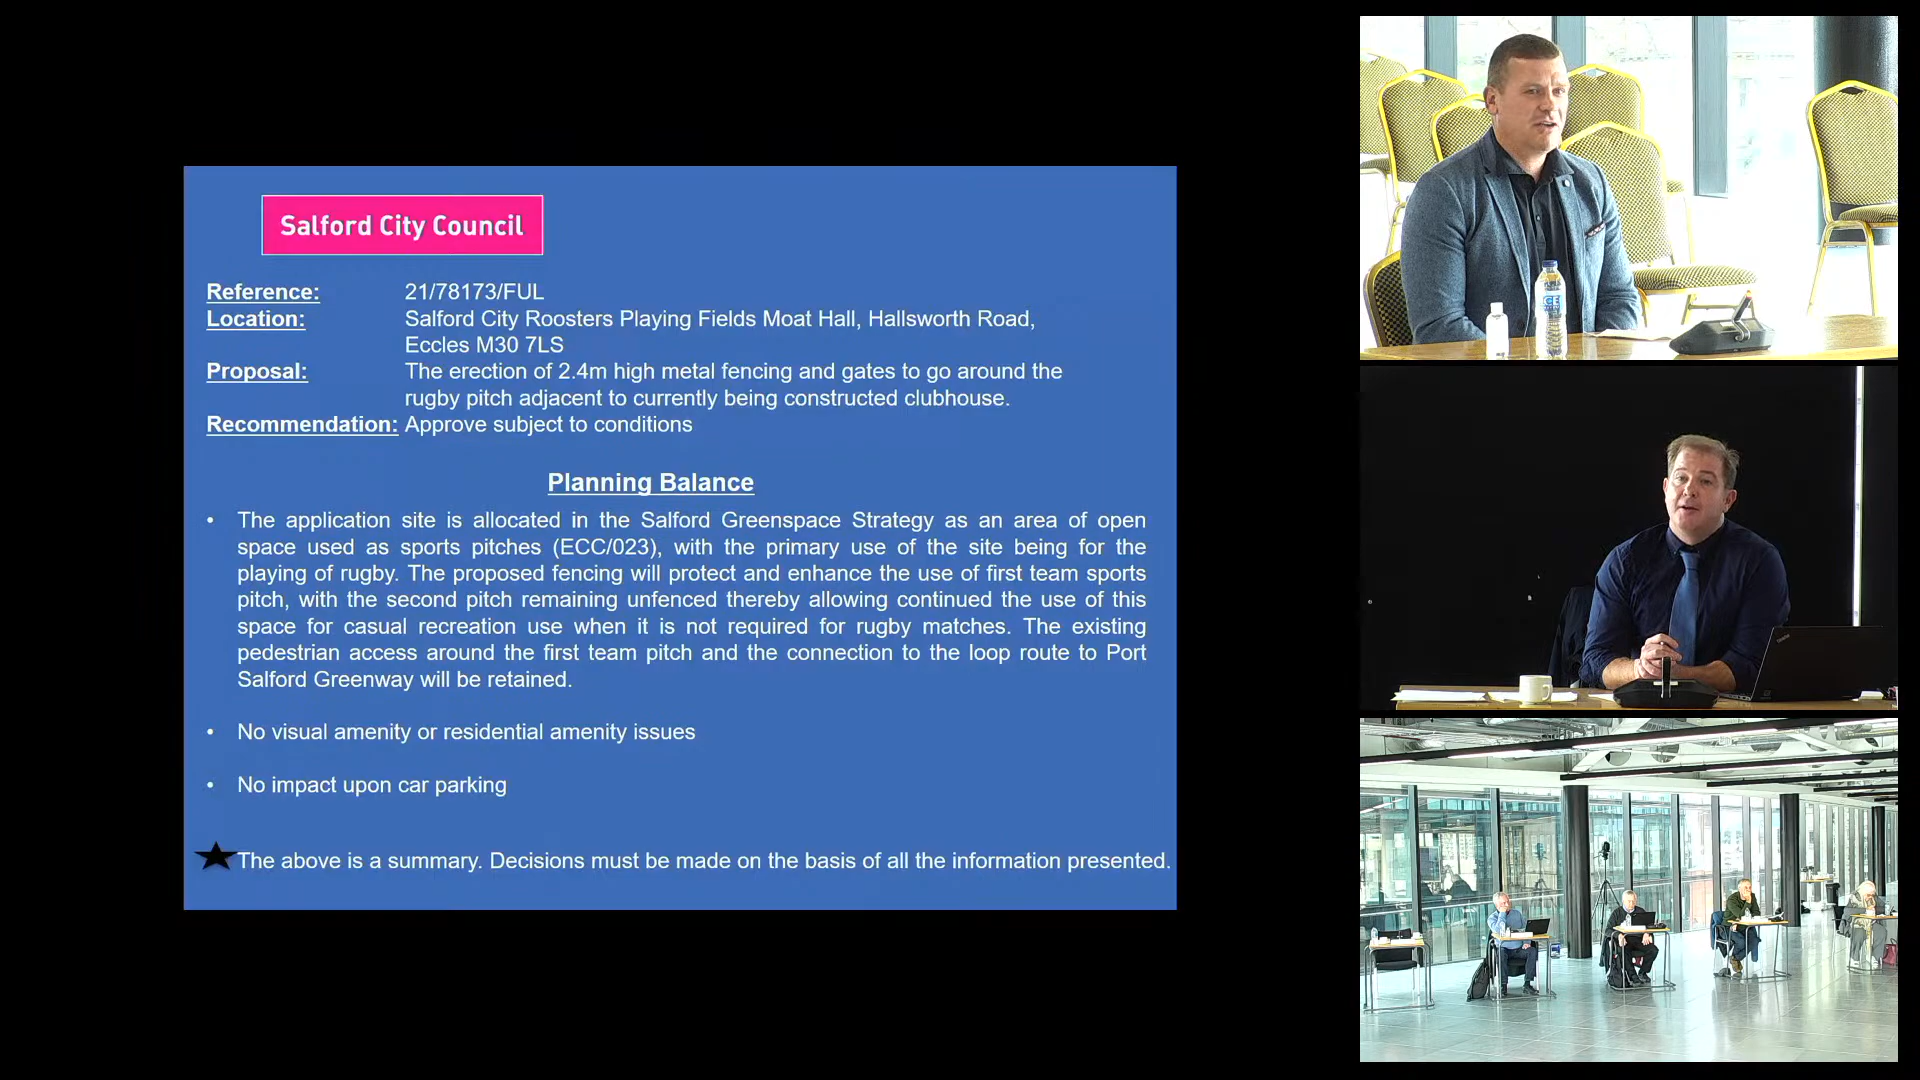 Salford City Council
Reference: 21/78173/FUL
Location: Salford City Roosters Playing Fields Moat Hall, Hallsworth Road,
Eccles M30 7LS
Proposal: The erection of 2.4m high metal fencing and gates to go around the
rugby pitch adjacent to currently being constructed clubhouse.
Recommendation: Approve subject to conditions
Planning Balance
• The application site is allocated in the Salford Greenspace Strategy as an area of open
space used as sports pitches (ECC/023), with the primary use of the site being for the
playing of rugby. The proposed fencing will protect and enhance the use of first team sports
pitch, with the second pitch remaining unfenced thereby allowing continued the use of this
space for casual recreation use when it is not required for rugby matches. The existing
pedestrian access around the first team pitch and the connection to the loop route to Port
Salford Greenway will be retained.
• No visual amenity or residential amenity issues
• No impact upon car parking
The above is a summary. Decisions must be made on the basis of all the information presented.